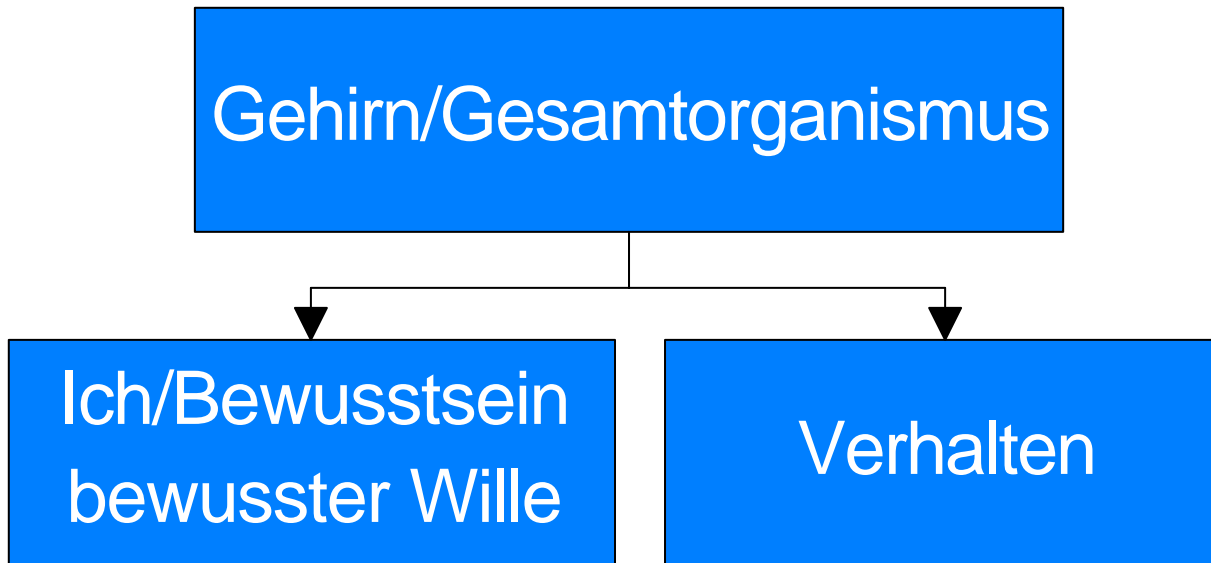 Gehirn/Gesamtorganismus
Ich/Bewusstsein
bewusster Wille
Verhalten